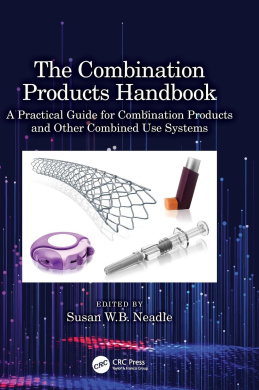 The Combination
Products Handbook
A Practical Guide for Combination Products
and Other Combined Use Systems
EDITED BY
Susan W.B. Neadle
CRC
CRC Press
Taylor & Francis Group